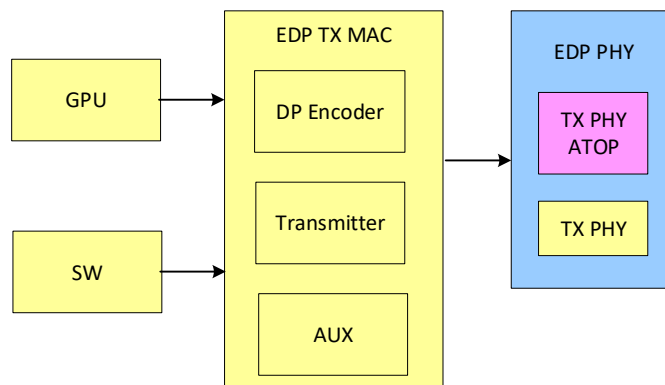 GPU
SW
EDP TX MAC
DP Encoder
Transmitter
AUX
EDP PHY
TX PHY
ATOP
TX PHY